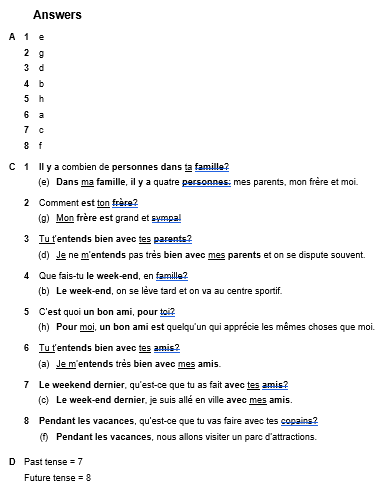 Answers
A 1 e
2 g
3 d
4 b
5 h
6 a
7 c
8 f
C 1 Il y a combien de personnes dans ta famille?
(e) Dans ma famille, il y a quatre personnes: mes parents, mon frère et moi.
2 Comment est ton frère?
(g) Mon frère est grand et sympa!
3 Tu t'entends bien avec tes parents?
(d) Je ne m'entends pas très bien avec mes parents et on se dispute souvent.
4 Que fais-tu le week-end, en famille?
(b) Le week-end, on se lève tard et on va au centre sportif.
5 C'est quoi un bon ami, pour toi?
(h) Pour moi, un bon ami est quelqu'un qui apprécie les mêmes choses que moi.
6 Tu t'entends bien avec tes amis?
(a) Je m'entends très bien avec mes amis.
7 Le weekend dernier, qu'est-ce que tu as fait avec tes amis?
(c) Le week-end dernier, je suis allé en ville avec mes amis.
8 Pendant les vacances, qu'est-ce que tu vas faire avec tes copains?
(f) Pendant les vacances, nous allons visiter un parc d'attractions.
D Past tense = 7
Future tense = 8